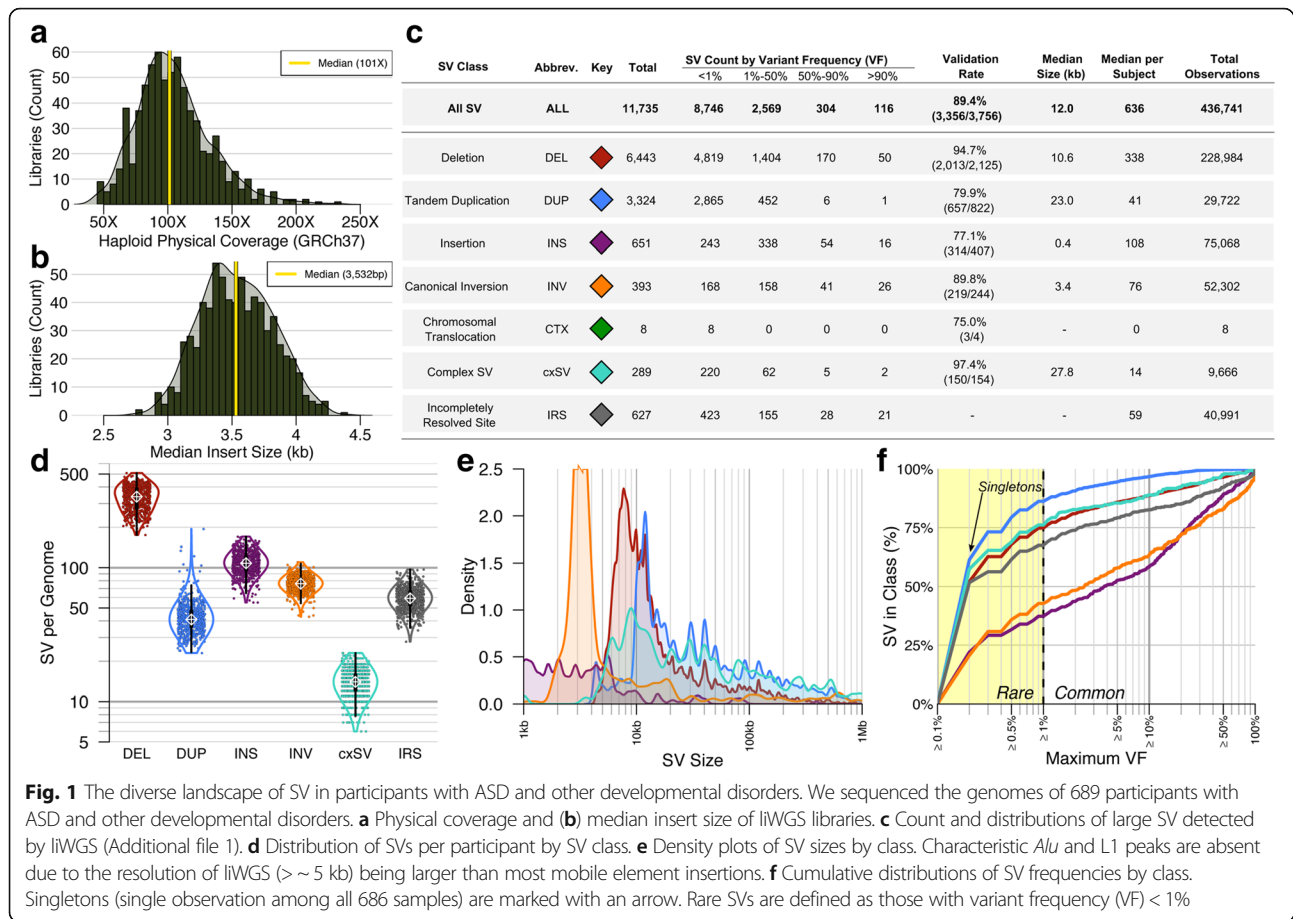 a
60
50
40
30
20
10
0
Libraries (Count)
Median (101X)
50X 100X 150X 200X 250X
Haploid Physical Coverage (GRCh37)
b
50
40
30
20
10
0
Libraries (Count)
Median (3,532bp)
2.5 3 3.5 4 4.5
Median Insert Size (kb)
c
SV Class Abbrev. Key Total SV Count by Variant Frequency (VF) Validation Rate Median Size (kb) Median per Subject Total Observations
<1% 1%-50% 50%-90% >90%
All SV ALL 11,735 8,746 2,569 304 116 89.4% (3,356/3,756) 12.0 636 436,741
Deletion DEL 6,443 4,819 1,404 170 50 94.7% (2,013/2,125) 10.6 338 228,984
Tandem Duplication DUP 3,324 2,865 452 6 1 79.9% (657/822) 23.0 41 29,722
Insertion INS 651 243 338 54 16 77.1% (314/407) 0.4 108 75,068
Canonical Inversion INV 393 168 158 41 26 89.8% (219/244) 3.4 76 52,302
Chromosomal Translocation CTX 8 8 0 0 0 75.0% (3/4) - 0 8
Complex SV cxSV 289 220 62 5 2 97.4% (150/154) 27.8 14 9,666
Incompletely Resolved Site IRS 627 423 155 28 21 - - 59 40,991
d
500
100
50
10
5
SV per Genome
DEL DUP INS INV cxSV IRS
e
2.5
2.0
1.5
1.0
0.5
0.0
Density
1kb 10kb 100kb 1Mb
SV Size
f
100%
75%
50%
25%
0%
SV in Class (%)
Singletons
Rare Common
≥ 0.1% ≥ 0.5% ≥ 1% ≥ 5% ≥ 10% ≥ 50% 100%
Maximum VF
Fig. 1 The diverse landscape of SV in participants with ASD and other developmental disorders. We sequenced the genomes of 689 participants with
ASD and other developmental disorders. a Physical coverage and (b) median insert size of liWGS libraries. c Count and distributions of large SV detected
by liWGS (Additional file 1). d Distribution of SVs per participant by SV class. e Density plots of SV sizes by class. Characteristic Alu and L1 peaks are absent
due to the resolution of liWGS (> ~ 5 kb) being larger than most mobile element insertions. f Cumulative distributions of SV frequencies by class.
Singletons (single observation among all 686 samples) are marked with an arrow. Rare SVs are defined as those with variant frequency (VF) < 1%